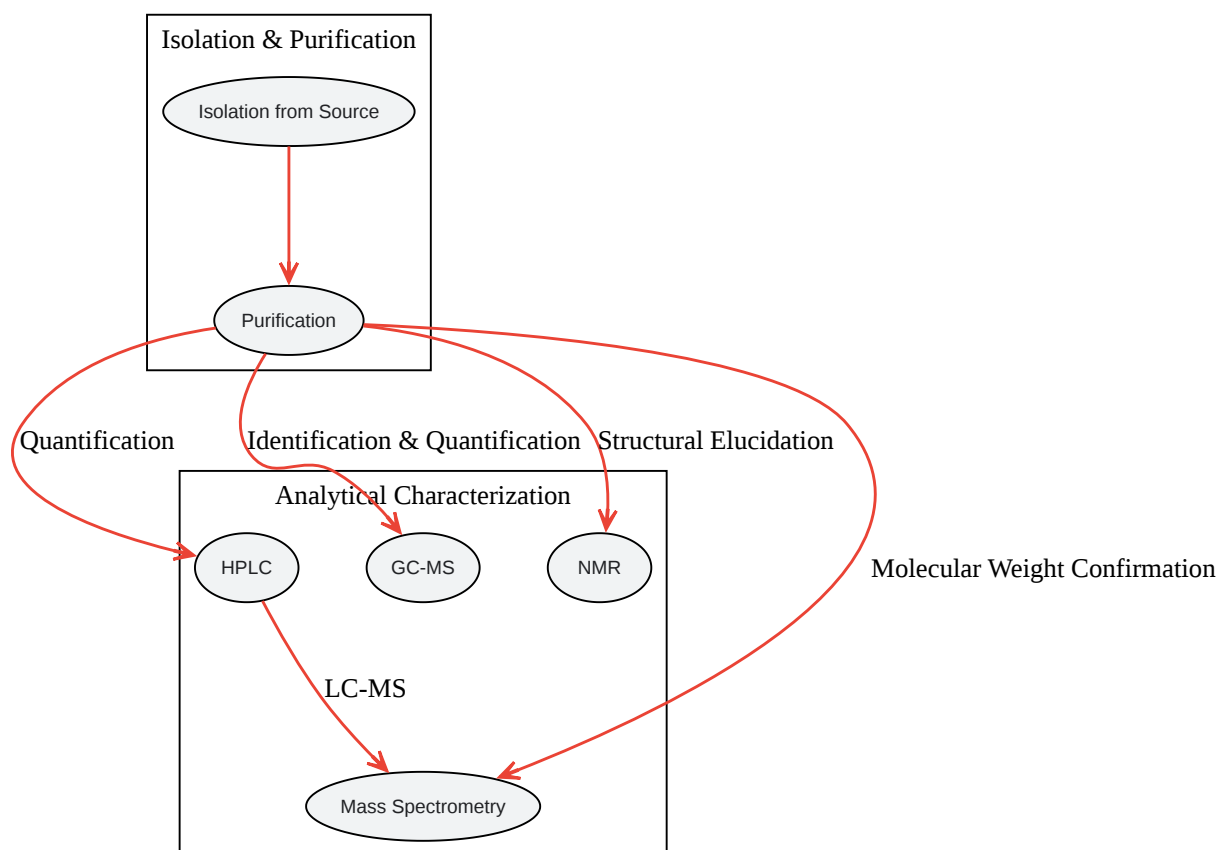 Isolation & Purification
Isolation from Source
Purification
Quantification
Identification & Quantification
Structural Elucidation
Analytical Characterization
HPLC
GC-MS
NMR
Molecular Weight Confirmation
LC-MS
Mass Spectrometry